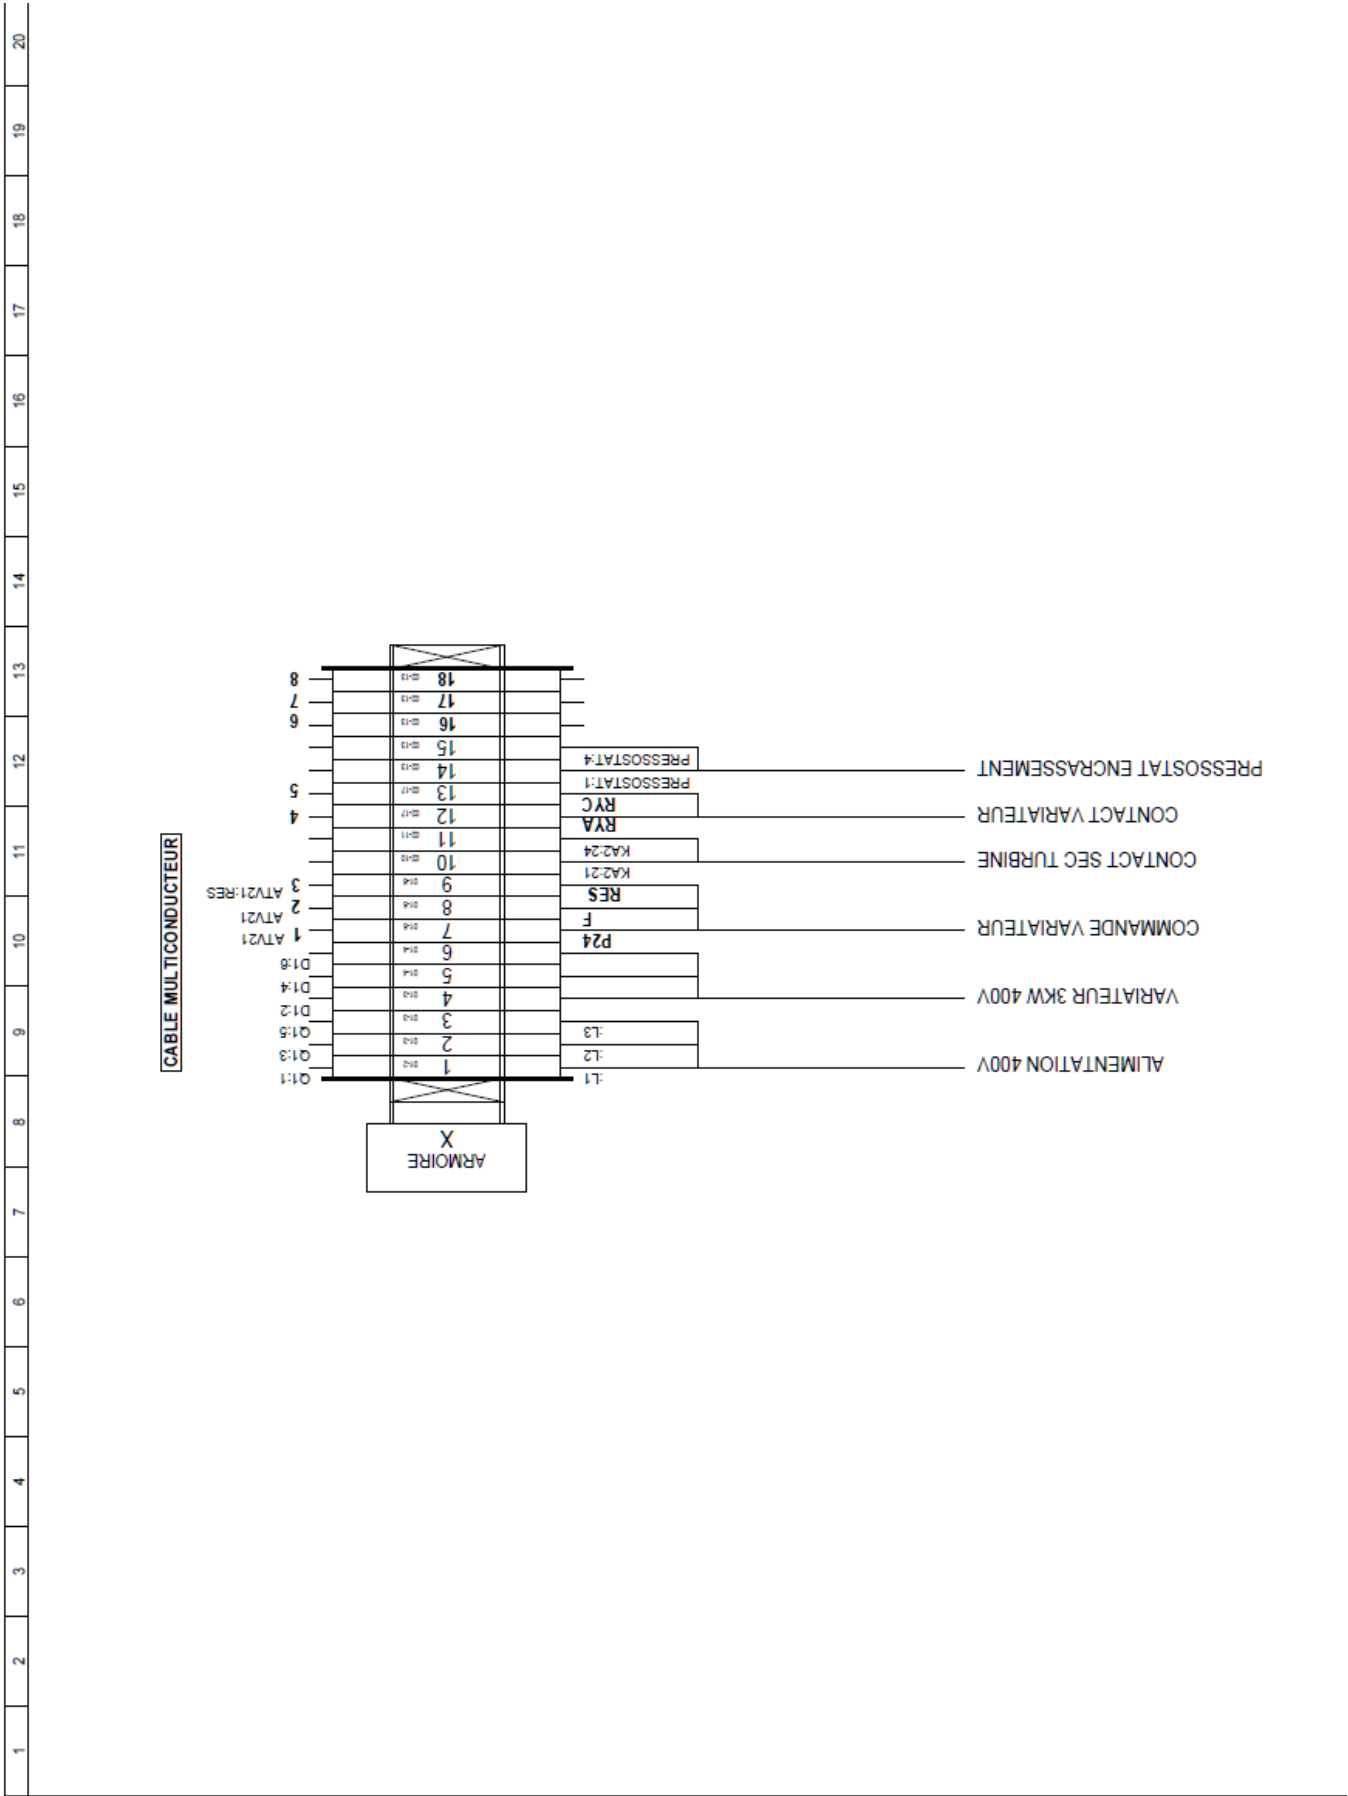 20
19
18
17
16
15
14
13
12
11
10
9
8
7
6
5
4
3
2
1
CABLE MULTICONDUCTEUR
ARMOIRE
X
Q1:1
1
:L1
Q1:3
2
:L2
Q1:5
3
:L3
D1:2
4
D1:4
5
D1:6
6
ATV21 1
7
P24
ATV21 2
8
F
ATV21:RES 3
9
RES
10
KA2:21
11
KA2:24
4
12
RYA
5
13
RYC
14
PRESSOSTAT:1
15
PRESSOSTAT:4
6
16
7
17
8
18
ALIMENTATION 400V
VARIATEUR 3KW 400V
COMMANDE VARIATEUR
CONTACT SEC TURBINE
CONTACT VARIATEUR
PRESSOSTAT ENCRASSEMENT